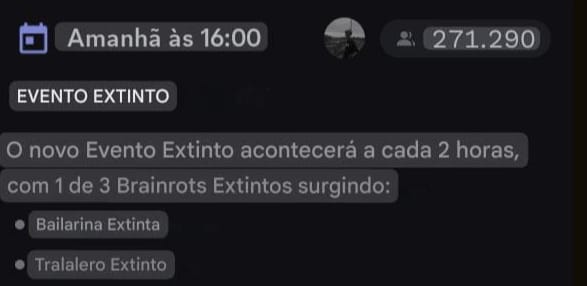 Amanhã às 16:00
271.290
EVENTO EXTINTO
O novo Evento Extinto acontecerá a cada 2 horas,
com 1 de 3 Brainrots Extintos surgindo:
• Bailarina Extinta
• Tralalero Extinto